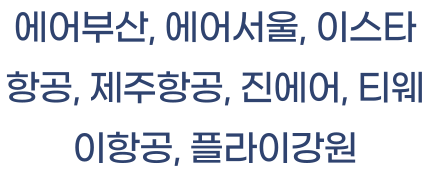 에어부산, 에어서울, 이스타
항공, 제주항공, 진에어, 티웨
이항공, 플라이강원